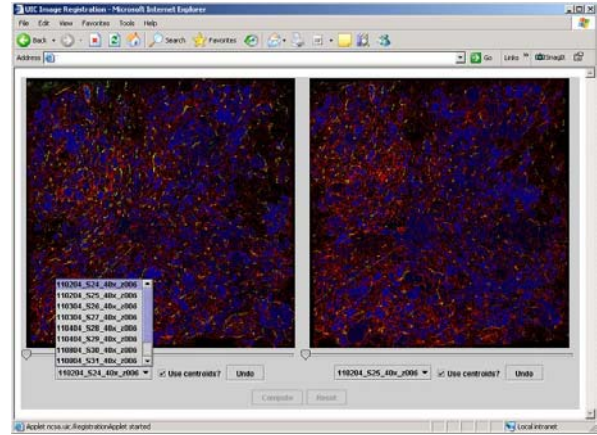 UIC Image Registration - Microsoft Internet Explorer
File Edit View Favorites Tools Help
Back Search Favorites
Address Go Links SnagIt
110204_S24_40x_z006
110204_S25_40x_z006
110304_S26_40x_z006
110304_S27_40x_z006
110404_S28_40x_z006
110404_S29_40x_z006
110804_S30_40x_z006
110804_S31_40x_z006
110204_S24_40x_z006 Use centroids? Undo 110204_S25_40x_z006 Use centroids? Undo
Compute Reset
Applet ncsa.uic.RegistrationApplet started Local intranet